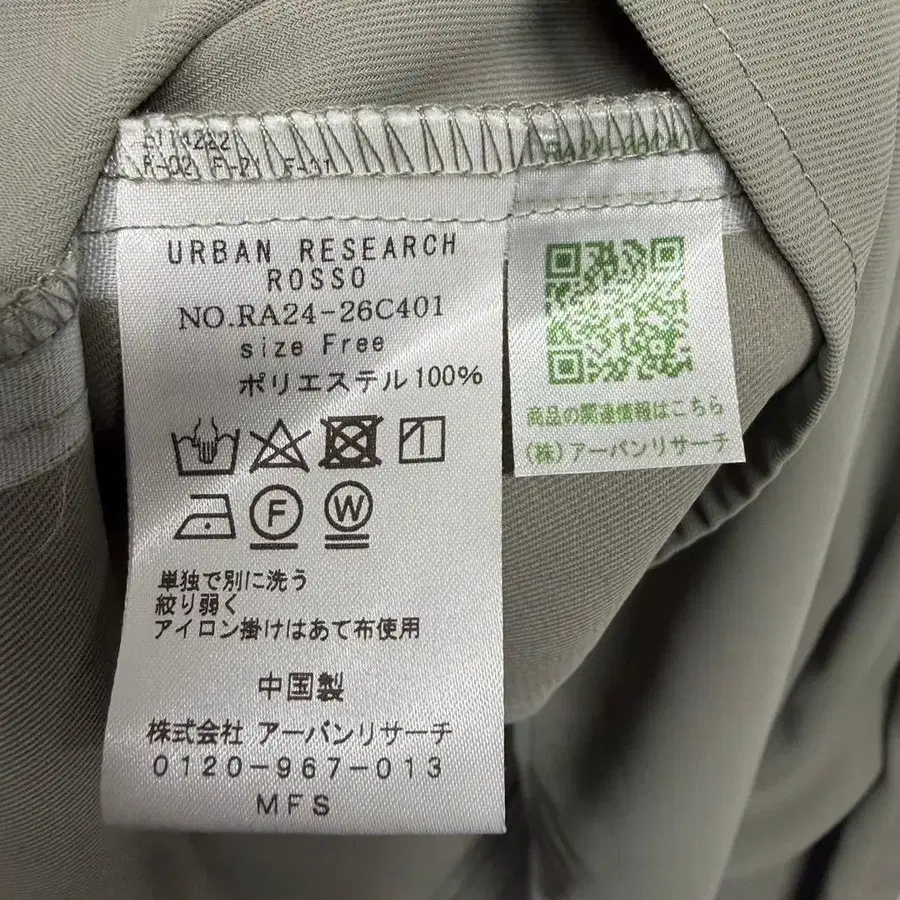 URBAN RESEARCH
ROSSO
NO.RA24-26C401
size Free
ポリエステル100%
F
W
単独で別に洗う
絞り弱く
アイロン掛けはあて布使用
中国製
株式会社 アーバンリサーチ
0120-967-013
MFS
商品の関連情報はこちら
(株)アーバンリサーチ